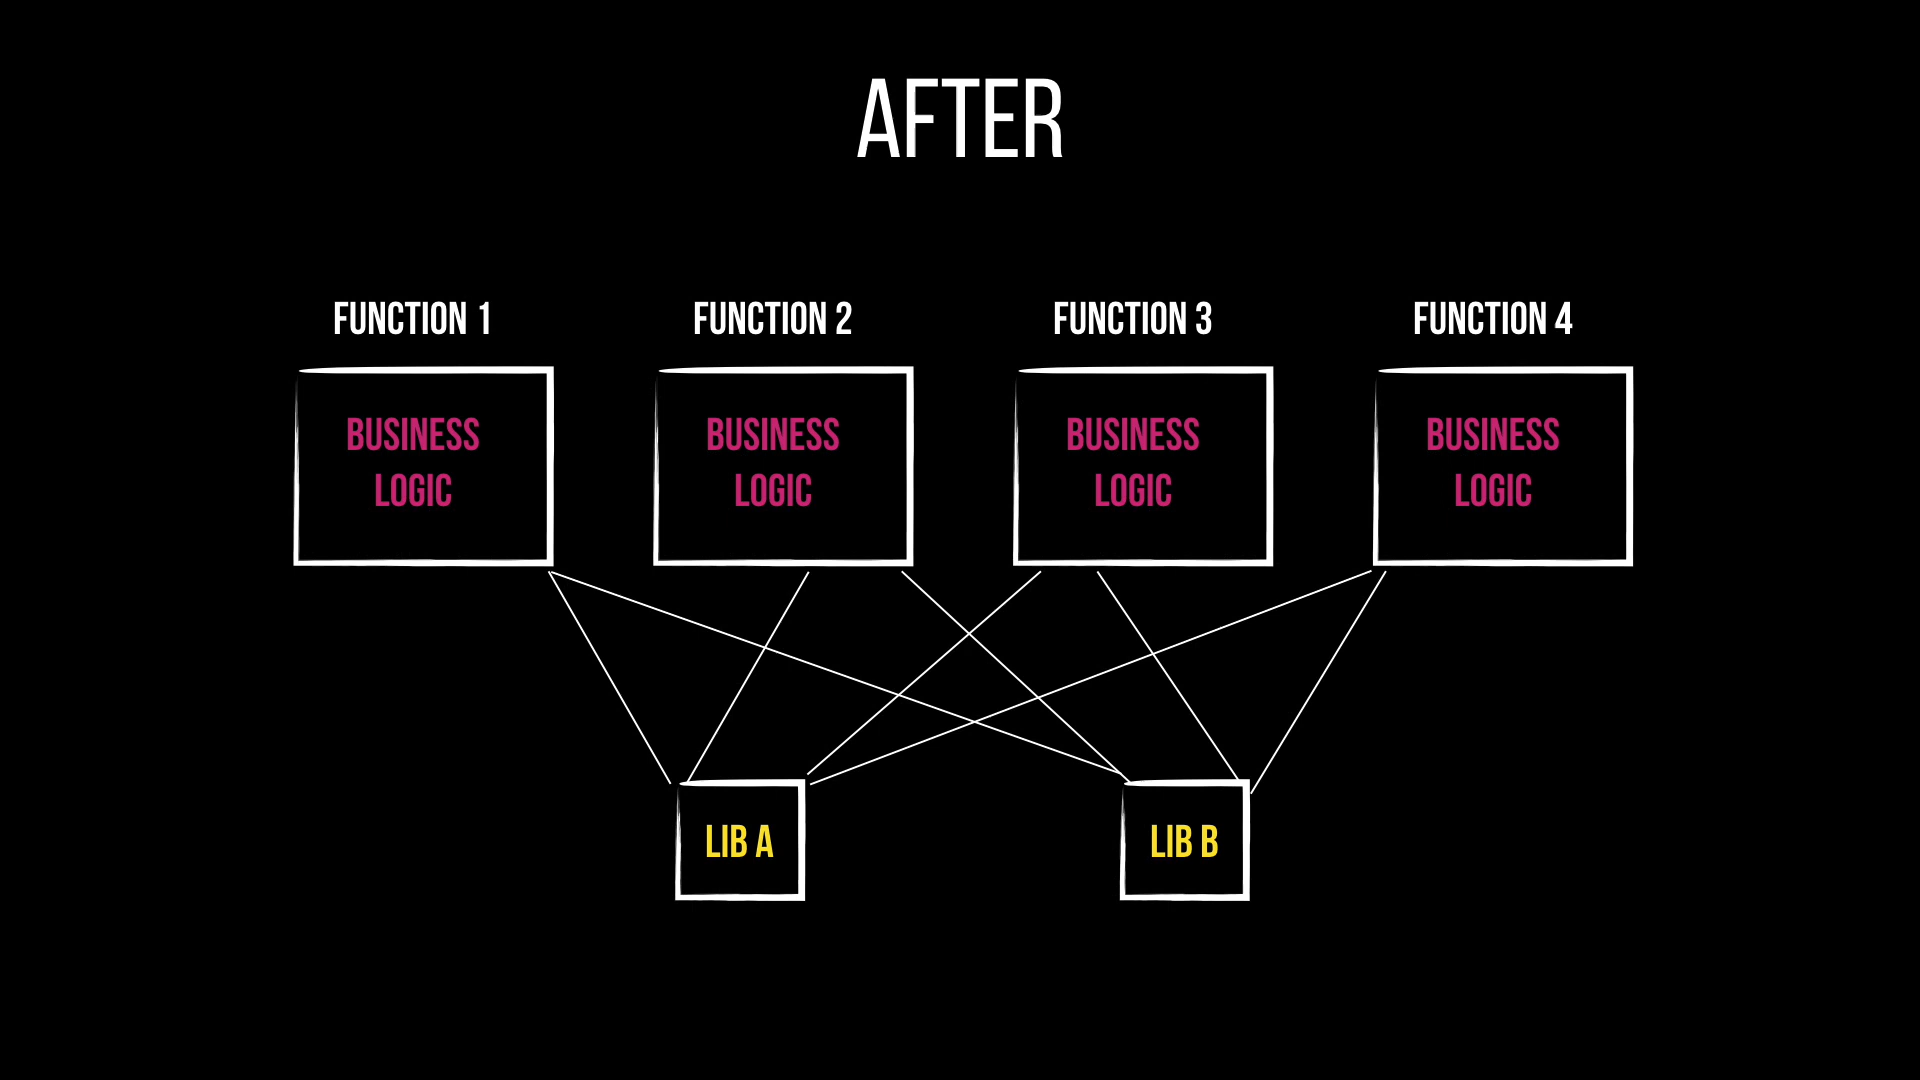 AFTER
FUNCTION 1
FUNCTION 2
FUNCTION 3
FUNCTION 4
BUSINESS
LOGIC
BUSINESS
LOGIC
BUSINESS
LOGIC
BUSINESS
LOGIC
LIB A
LIB B